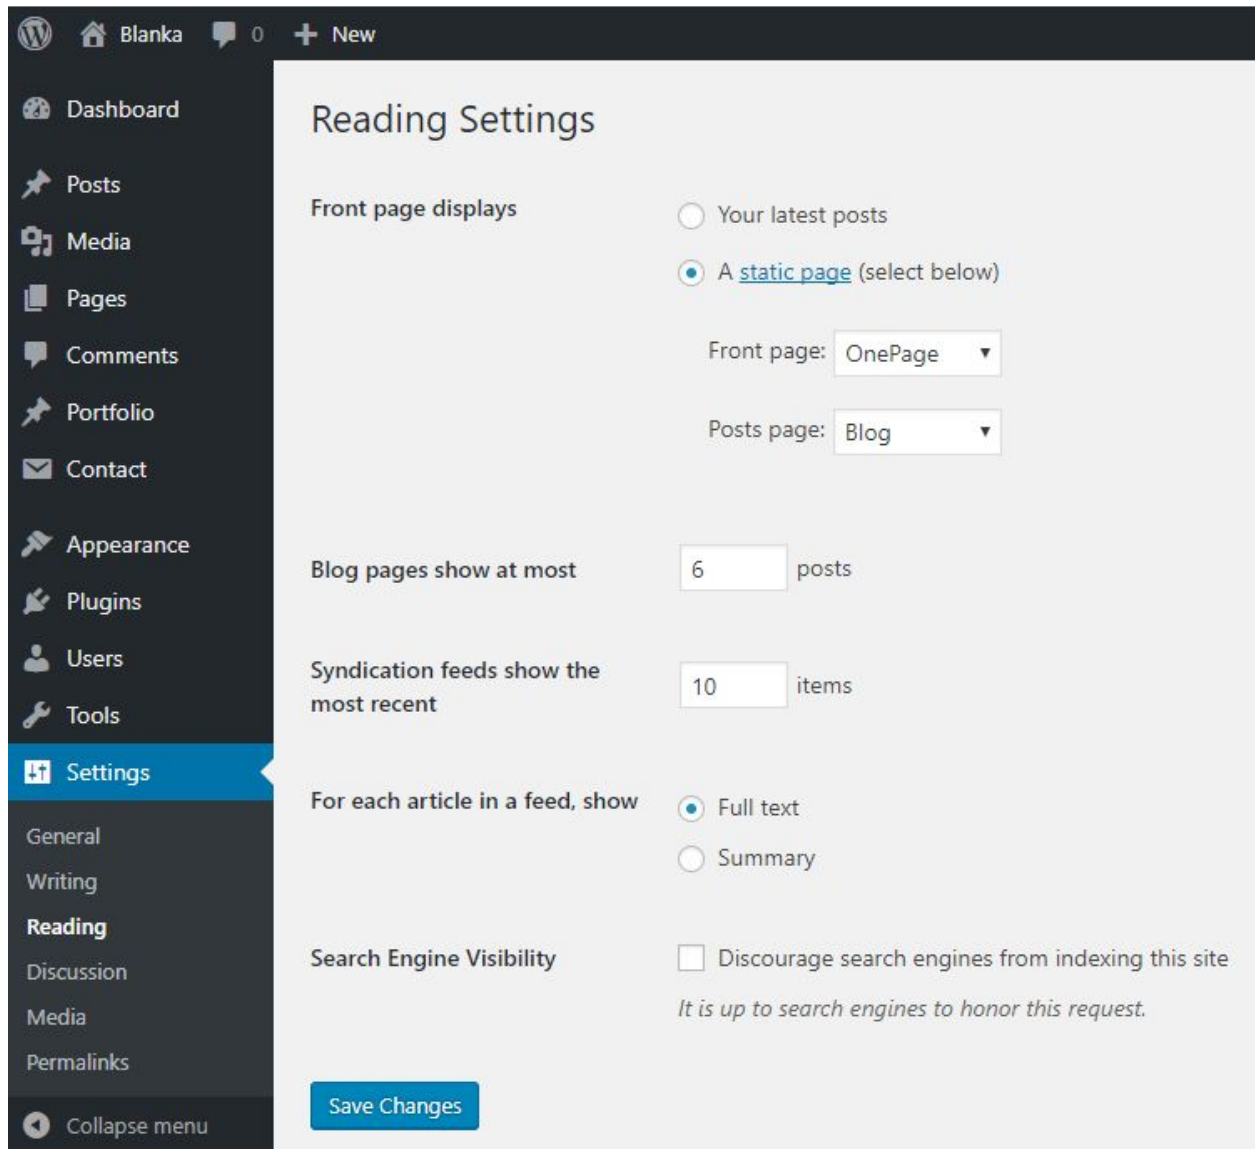 Blanka 0 New
Dashboard
Posts
Media
Pages
Comments
Portfolio
Contact
Appearance
Plugins
Users
Tools
Settings
General
Writing
Reading
Discussion
Media
Permalinks
Collapse menu
Reading Settings
Front page displays
Your latest posts
A static page (select below)
Front page: OnePage
Posts page: Blog
Blog pages show at most 6 posts
Syndication feeds show the
most recent
10 items
For each article in a feed, show
Full text
Summary
Search Engine Visibility
Discourage search engines from indexing this site
It is up to search engines to honor this request.
Save Changes